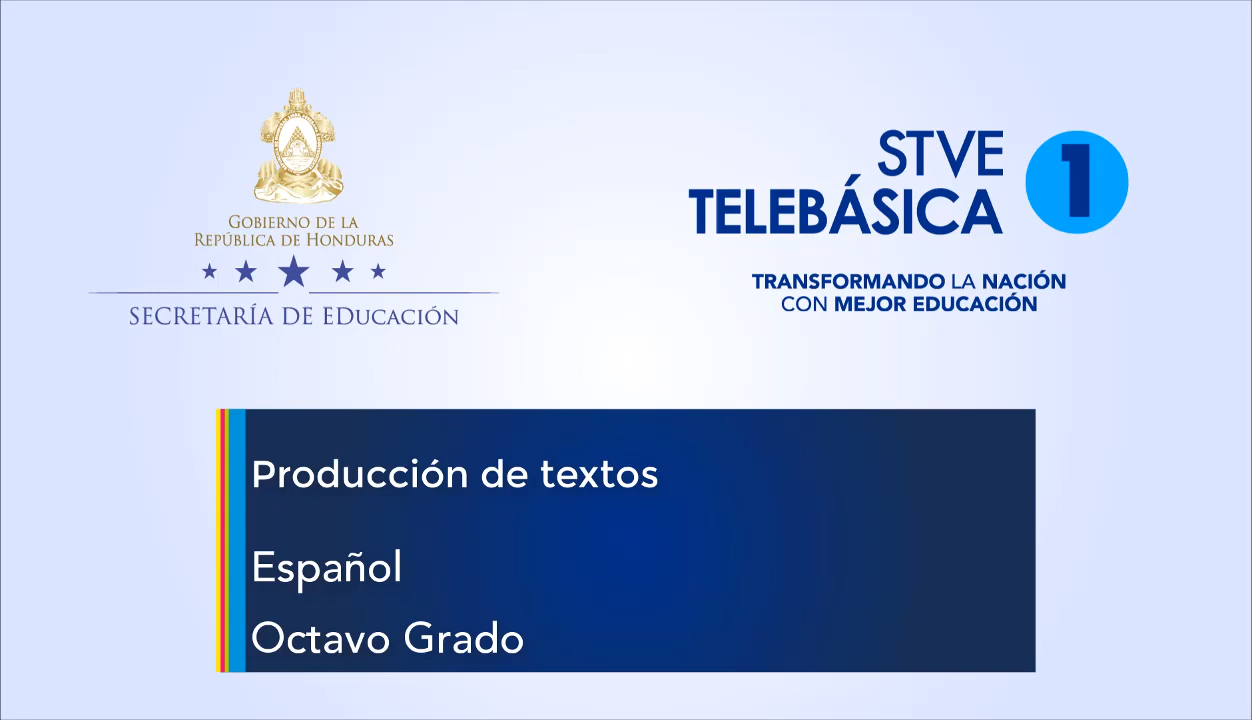 GOBIERNO DE LA
REPÚBLICA DE HONDURAS
SECRETARÍA DE EDUCACIÓN
STVE
TELEBÁSICA
1
TRANSFORMANDO LA NACIÓN
CON MEJOR EDUCACIÓN
Producción de textos
Español
Octavo Grado